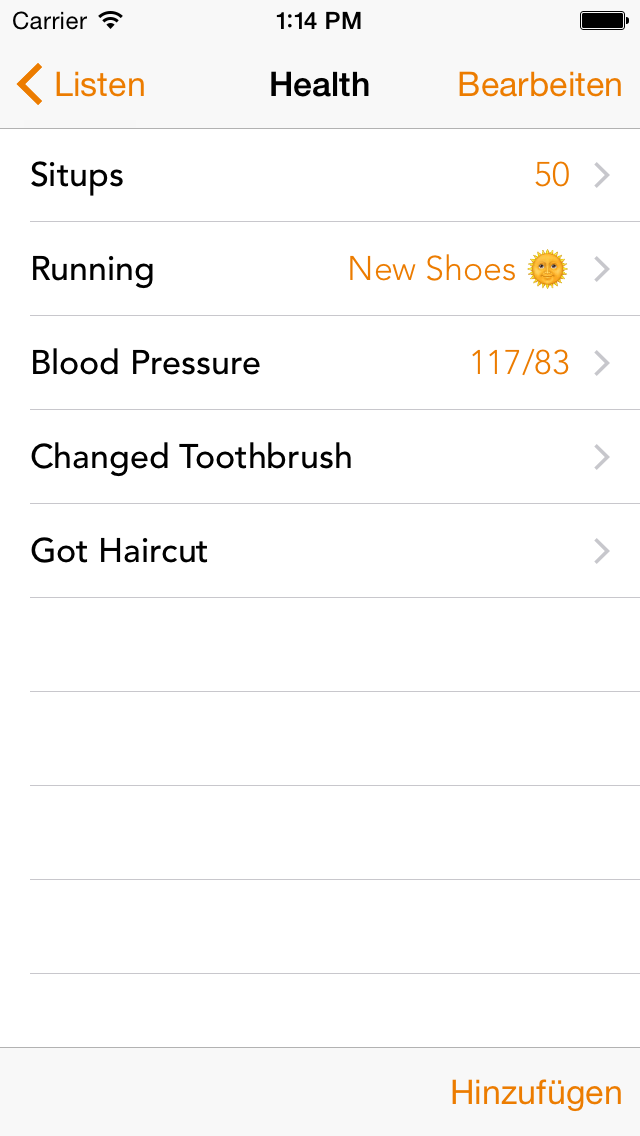 Carrier 1:14 PM
Listen Health Bearbeiten
Situps 50
Running New Shoes 🌞
Blood Pressure 117/83
Changed Toothbrush
Got Haircut
Hinzufügen